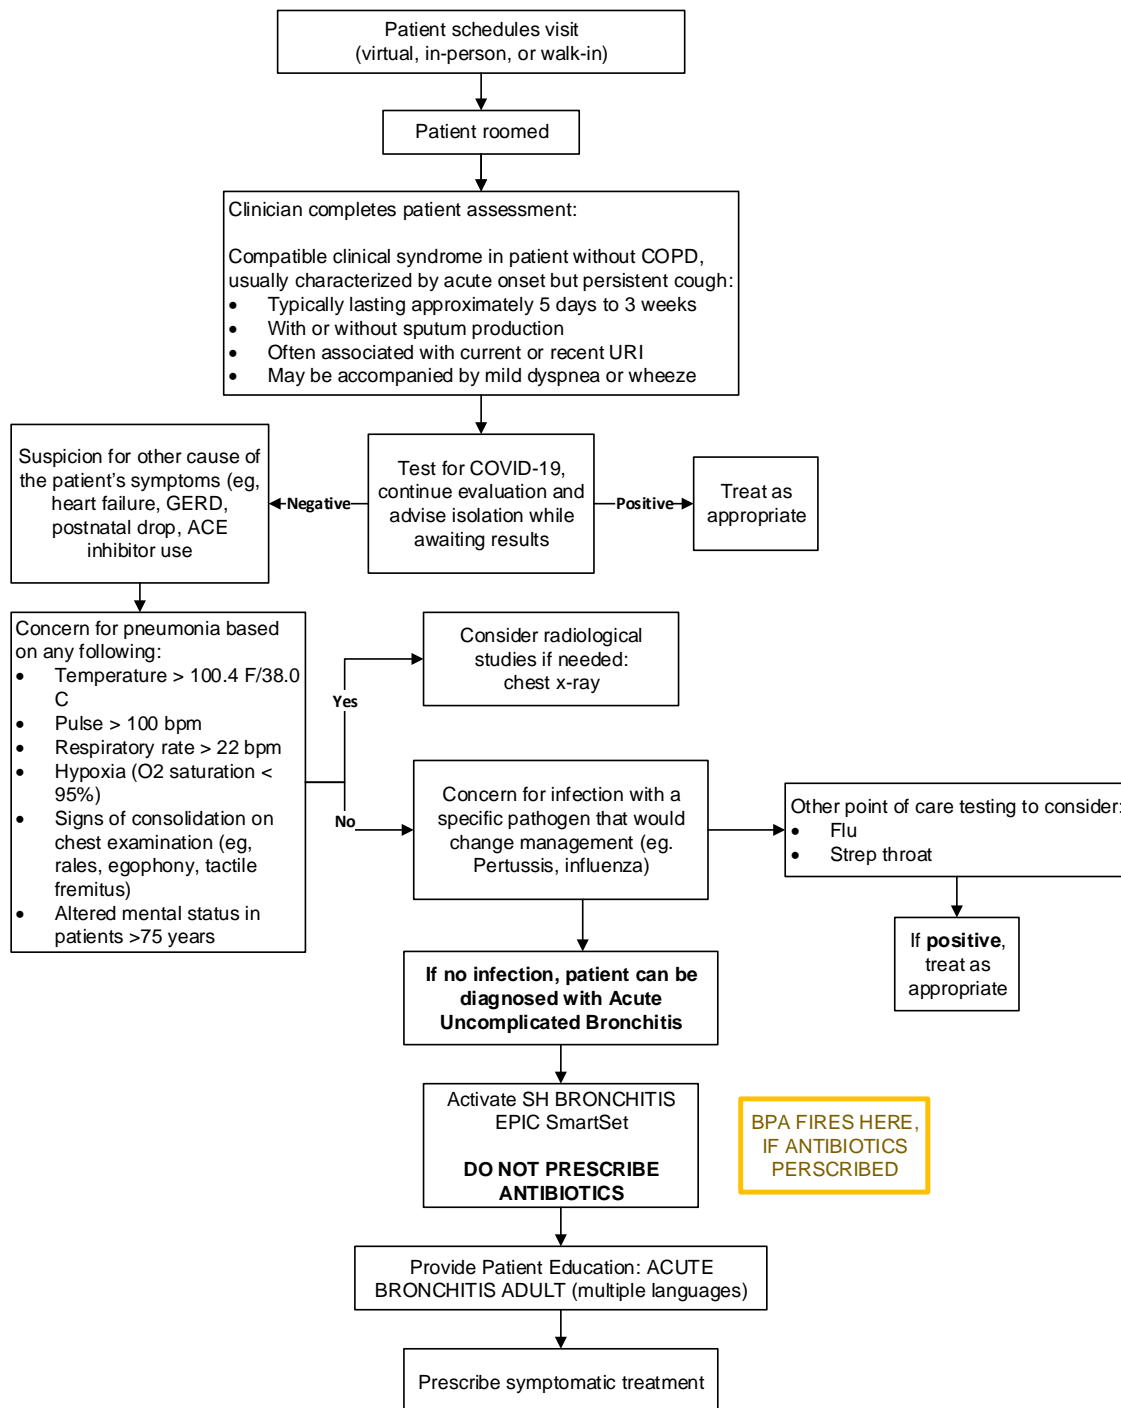 Patient schedules visit
(virtual, in-person, or walk-in)
Patient roomed
Clinician completes patient assessment:
Compatible clinical syndrome in patient without COPD,
usually characterized by acute onset but persistent cough:
• Typically lasting approximately 5 days to 3 weeks
• With or without sputum production
• Often associated with current or recent URI
• May be accompanied by mild dyspnea or wheeze
Test for COVID-19,
continue evaluation and
advise isolation while
awaiting results
Positive
Treat as
appropriate
Negative
Suspicion for other cause of
the patient's symptoms (eg,
heart failure, GERD,
postnatal drop, ACE
inhibitor use
Concern for pneumonia based
on any following:
• Temperature > 100.4 F/38.0
C
• Pulse > 100 bpm
• Respiratory rate > 22 bpm
• Hypoxia (O2 saturation <
95%)
• Signs of consolidation on
chest examination (eg,
rales, egophony, tactile
fremitus)
• Altered mental status in
patients >75 years
Yes
Consider radiological
studies if needed:
chest x-ray
No
Concern for infection with a
specific pathogen that would
change management (eg.
Pertussis, influenza)
Other point of care testing to consider:
• Flu
• Strep throat
If positive,
treat as
appropriate
If no infection, patient can be
diagnosed with Acute
Uncomplicated Bronchitis
Activate SH BRONCHITIS
EPIC SmartSet
DO NOT PRESCRIBE
ANTIBIOTICS
BPA FIRES HERE,
IF ANTIBIOTICS
PERSCRIBED
Provide Patient Education: ACUTE
BRONCHITIS ADULT (multiple languages)
Prescribe symptomatic treatment